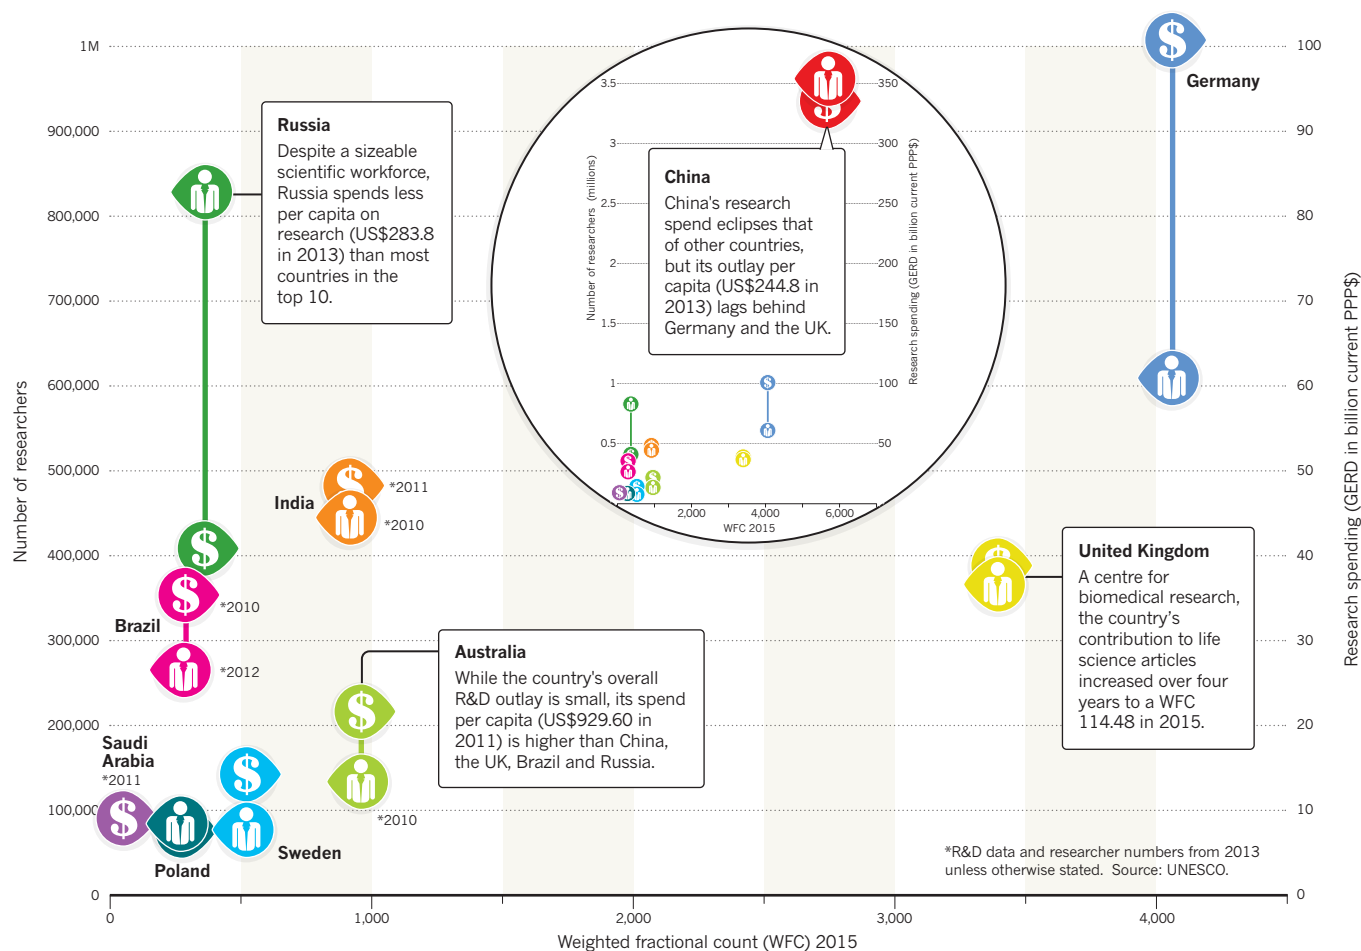 1M
900,000
800,000
700,000
600,000
500,000
400,000
300,000
200,000
100,000
0
Number of researchers
100
90
80
70
60
50
40
30
20
10
0
Research spending (GERD in billion current PPP$)
0
1,000
2,000
3,000
4,000
Weighted fractional count (WFC) 2015
Russia
Despite a sizeable
scientific workforce,
Russia spends less
per capita on
research (US$283.8
in 2013) than most
countries in the
top 10.
3.5
3
2.5
2
1.5
1
0.5
Number of researchers (millions)
350
300
250
200
150
100
50
Research spending (GERD in billion current PPP$)
2,000
4,000
6,000
WFC 2015
China
China's research
spend eclipses that
of other countries,
but its outlay per
capita (US$244.8 in
2013) lags behind
Germany and the UK.
Germany
India
*2011
*2010
Brazil
*2010
*2012
United Kingdom
A centre for
biomedical research,
the country’s
contribution to life
science articles
increased over four
years to a WFC
114.48 in 2015.
Australia
While the country's overall
R&D outlay is small, its spend
per capita (US$929.60 in
2011) is higher than China,
the UK, Brazil and Russia.
*2010
Saudi
Arabia
*2011
Poland
Sweden
*R&D data and researcher numbers from 2013
unless otherwise stated. Source: UNESCO.
$
$
$
$
$
$
$
$
$
$
$